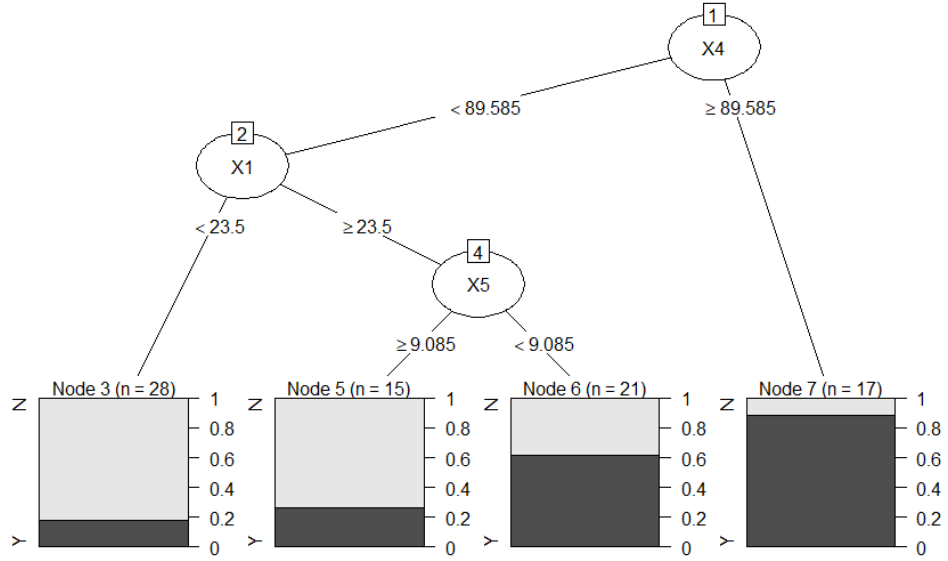 1
X4
< 89.585
≥ 89.585
2
X1
< 23.5
≥ 23.5
4
X5
≥ 9.085
< 9.085
Node 3 (n = 28)
N
Y
1
0.8
0.6
0.4
0.2
0
Node 5 (n = 15)
N
Y
1
0.8
0.6
0.4
0.2
0
Node 6 (n = 21)
N
Y
1
0.8
0.6
0.4
0.2
0
Node 7 (n = 17)
N
Y
1
0.8
0.6
0.4
0.2
0